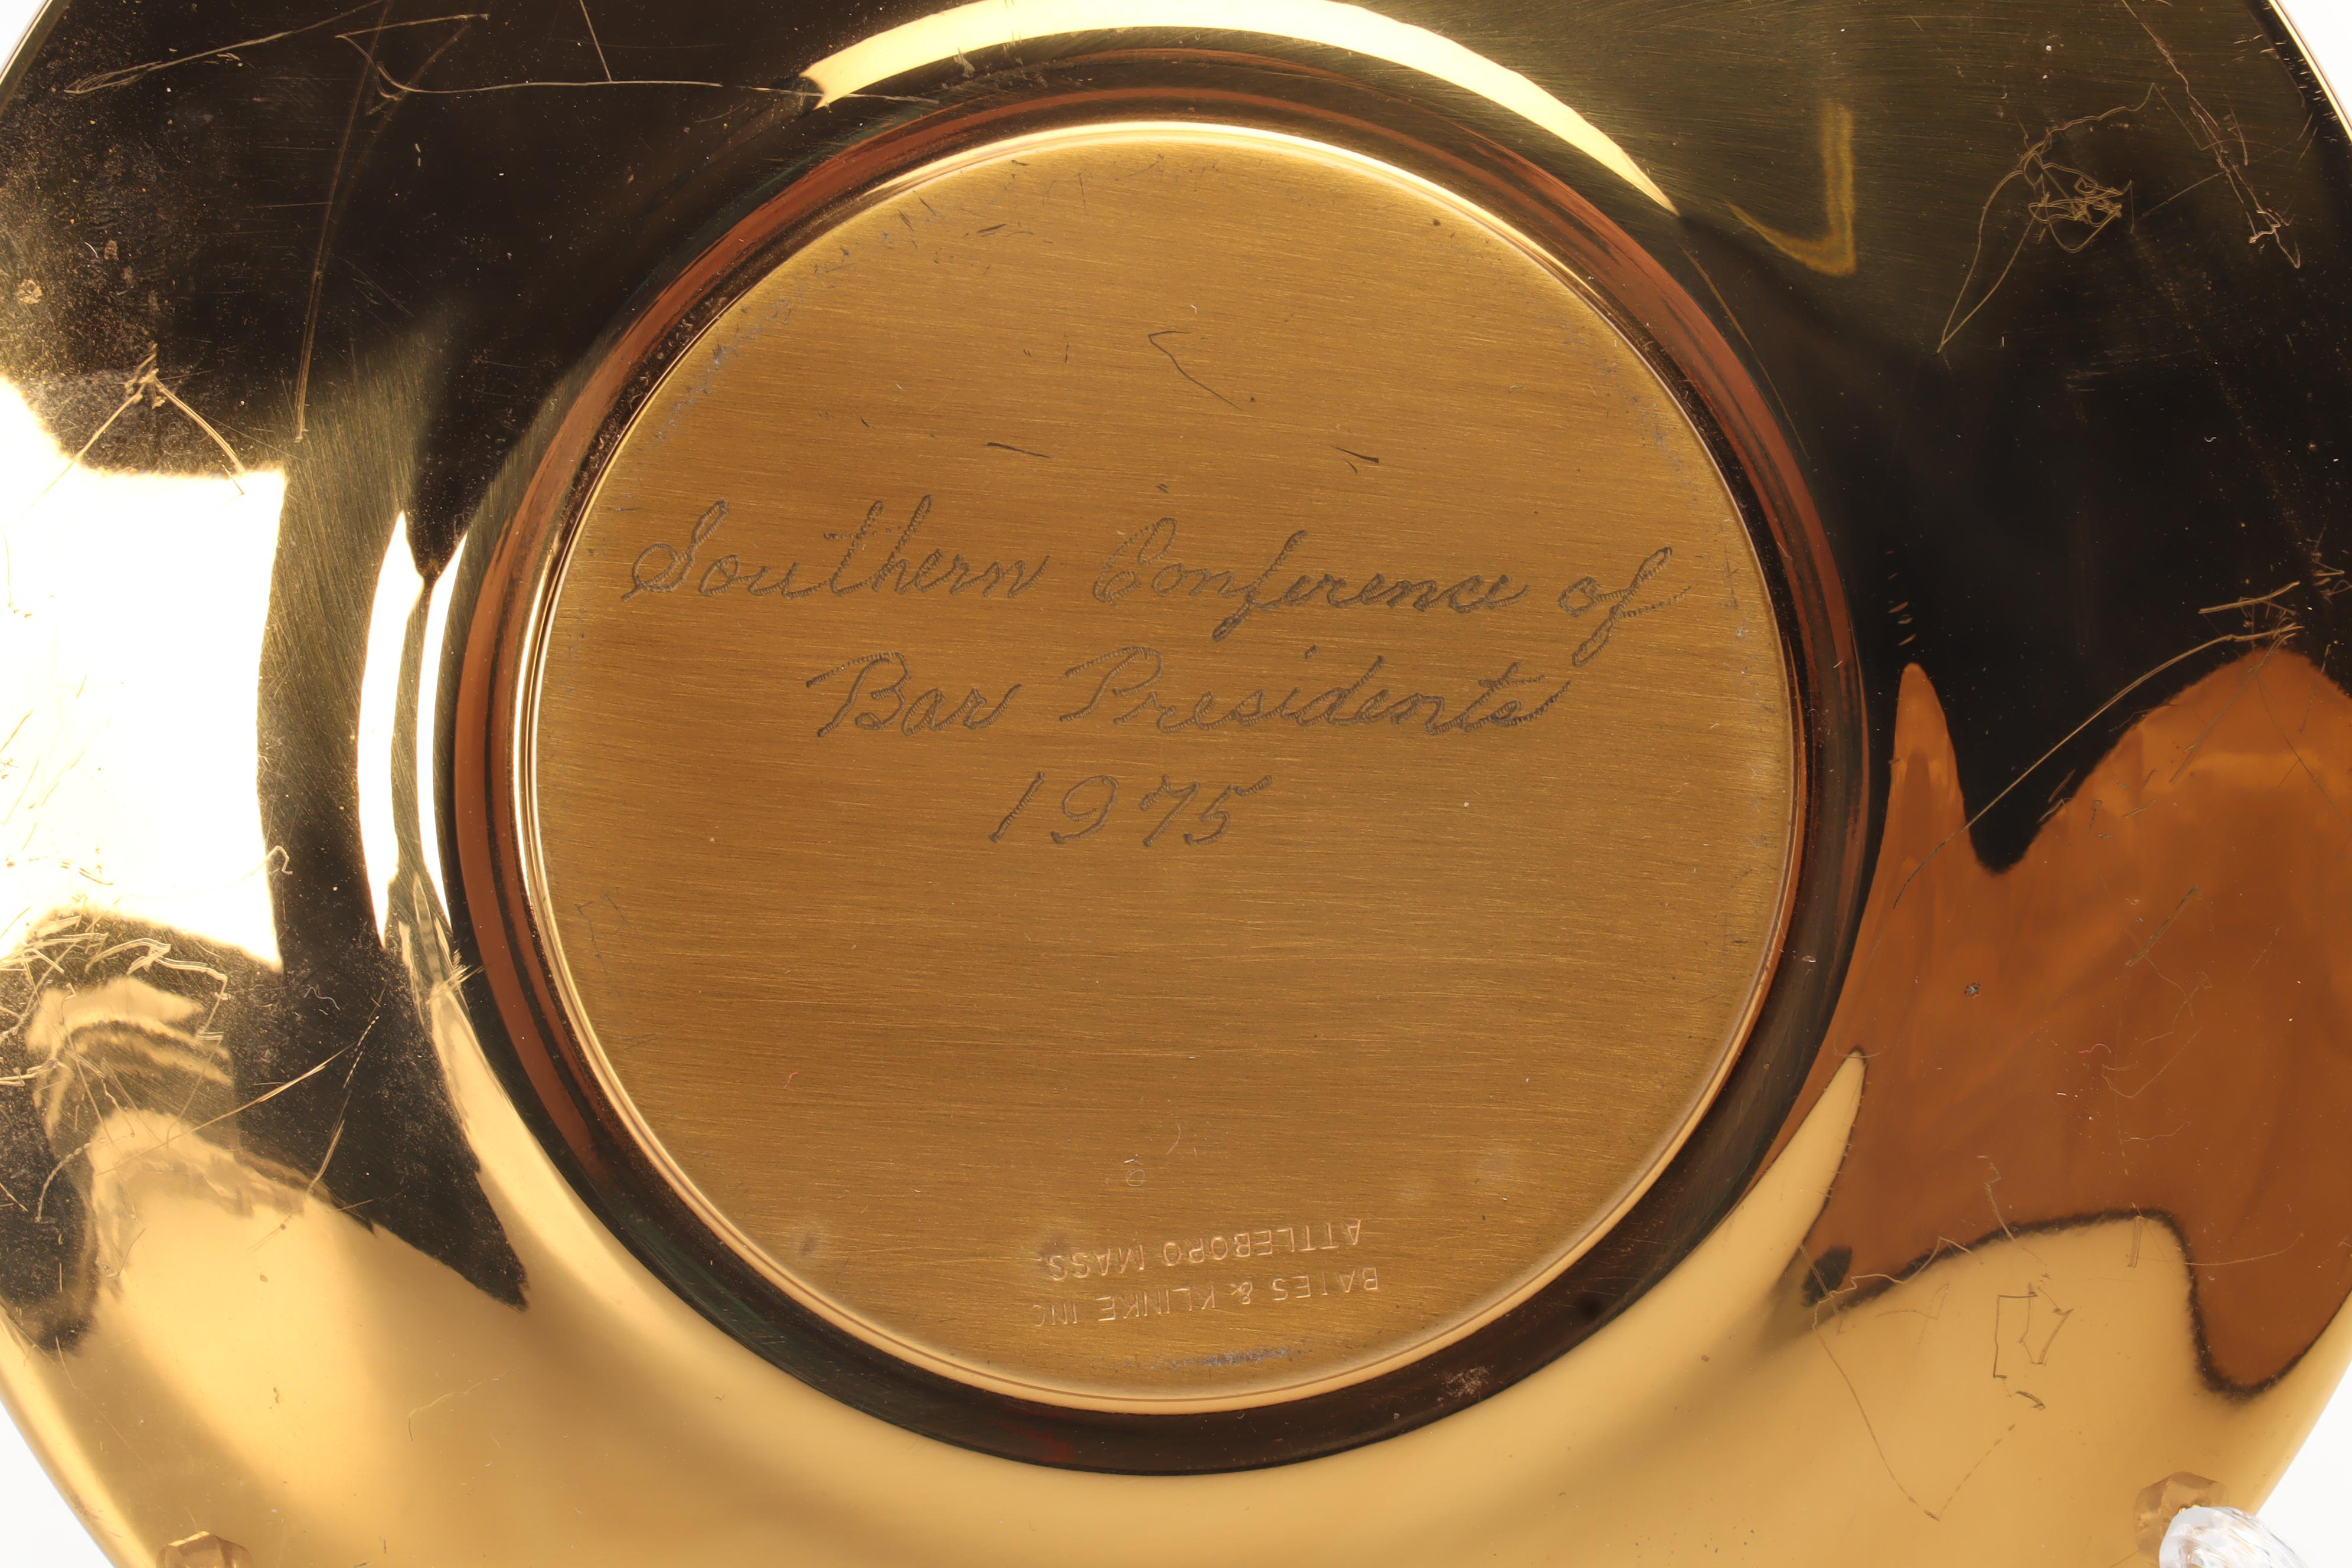 Southern Conference of
Bar Presidents
1975
BATES & KLINKE INC
ATTLEBORO MASS.